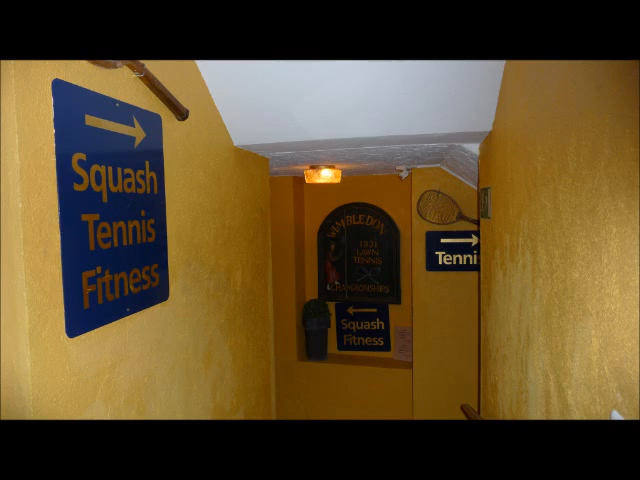 Squash
Tennis
Fitness
WIMBLEDON
1931
LAWN
TENNIS
CHAMPIONSHIPS
Squash
Fitness
Tenni